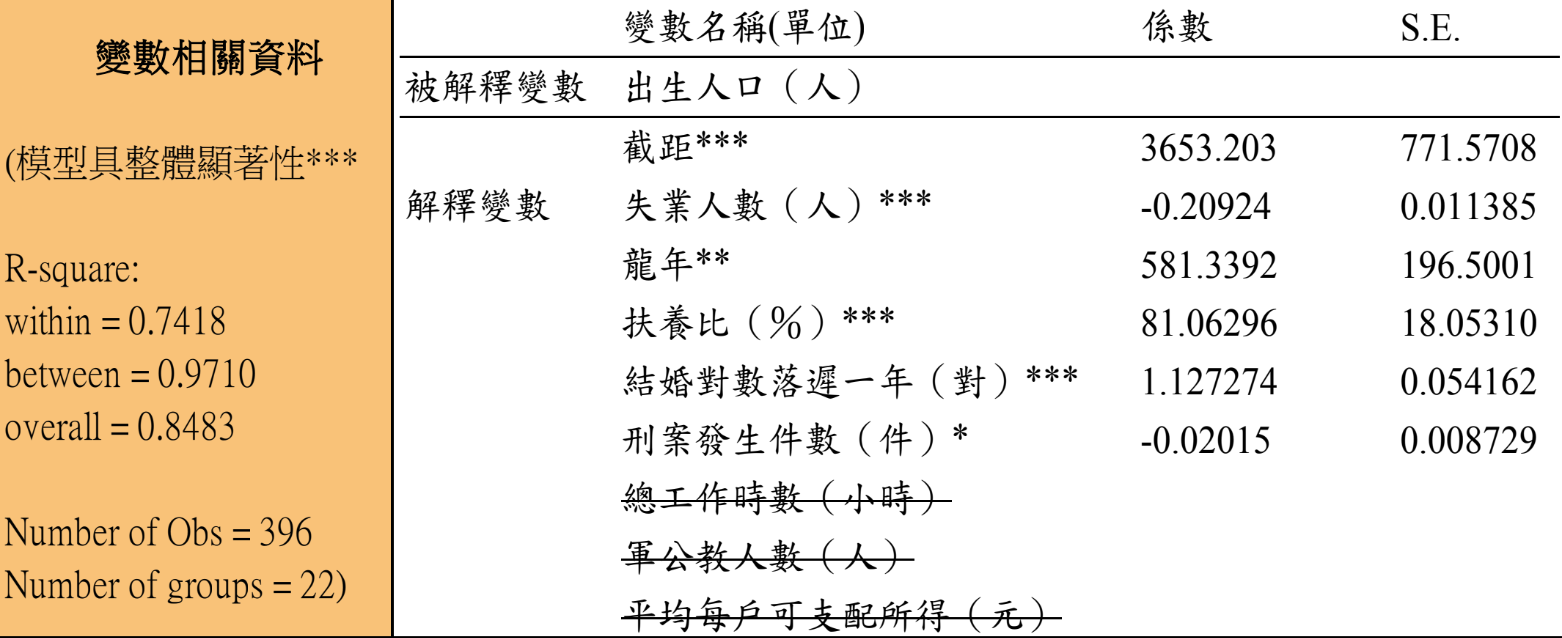 變數相關資料
(模型具整體顯著性***
R-square:
within = 0.7418
between = 0.9710
overall = 0.8483
Number of Obs = 396
Number of groups = 22)
變數名稱(單位) 係數 S.E.
被解釋變數 出生人口（人）
截距*** 3653.203 771.5708
解釋變數 失業人數（人）*** -0.20924 0.011385
龍年** 581.3392 196.5001
扶養比（％）*** 81.06296 18.05310
結婚對數落遲一年（對）*** 1.127274 0.054162
刑案發生件數（件）* -0.02015 0.008729
總工作時數（小時）
軍公教人數（人）
平均每戶可支配所得（元）